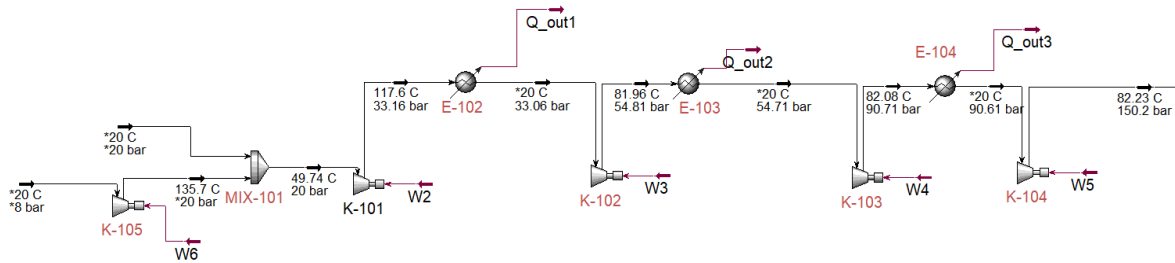 Q_out1
E-102
117.6 C
33.16 bar
*20 C
33.06 bar
Q_out2
E-103
81.96 C
54.81 bar
*20 C
54.71 bar
E-104
Q_out3
82.08 C
90.71 bar
*20 C
90.61 bar
82.23 C
150.2 bar
*20 C
*20 bar
MIX-101
49.74 C
20 bar
K-101
W2
K-102
W3
K-103
W4
K-104
W5
*20 C
*8 bar
135.7 C
*20 bar
K-105
W6